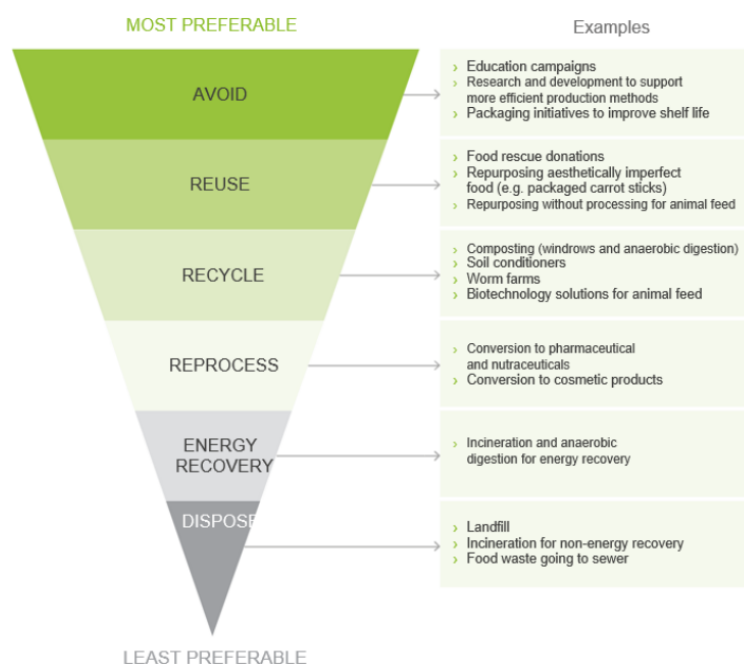 MOST PREFERABLE
Examples
AVOID
› Education campaigns
› Research and development to support
more efficient production methods
› Packaging initiatives to improve shelf life
REUSE
› Food rescue donations
› Repurposing aesthetically imperfect
food (e.g. packaged carrot sticks)
› Repurposing without processing for animal feed
RECYCLE
› Composting (windrows and anaerobic digestion)
› Soil conditioners
› Worm farms
› Biotechnology solutions for animal feed
REPROCESS
› Conversion to pharmaceutical
and nutraceuticals
› Conversion to cosmetic products
ENERGY
RECOVERY
› Incineration and anaerobic
digestion for energy recovery
DISPOSE
› Landfill
› Incineration for non-energy recovery
› Food waste going to sewer
LEAST PREFERABLE